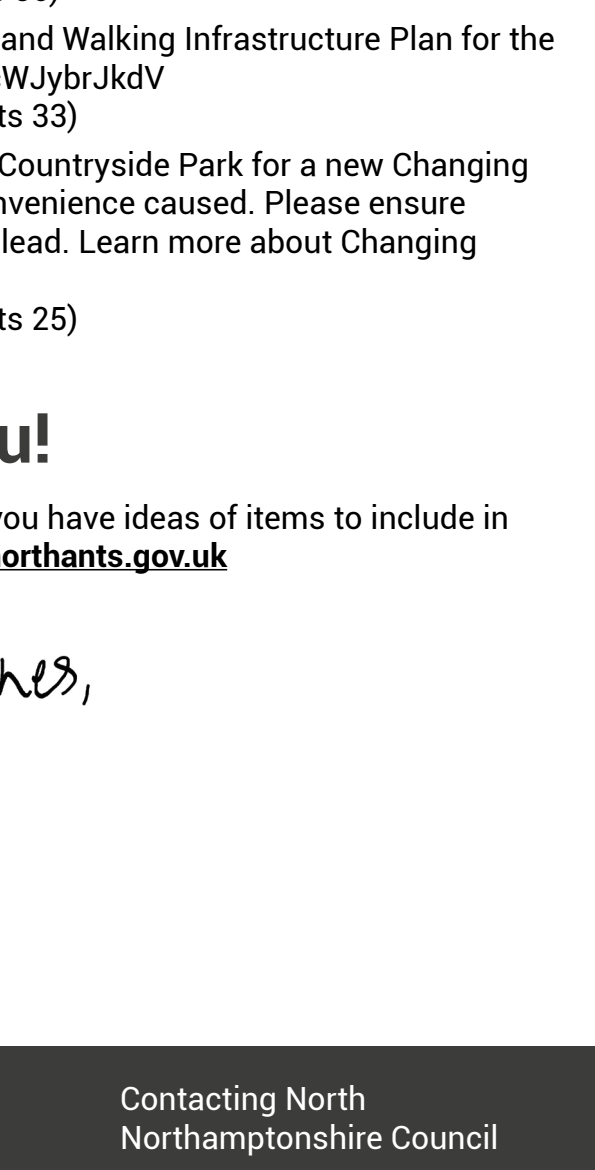 and Walking Infrastructure Plan for the
WJybrJkdV
ts 33)
Countryside Park for a new Changing
nvenience caused. Please ensure
lead. Learn more about Changing
ts 25)
u!
you have ideas of items to include in
northants.gov.uk
hes,
Contacting North
Northamptonshire Council